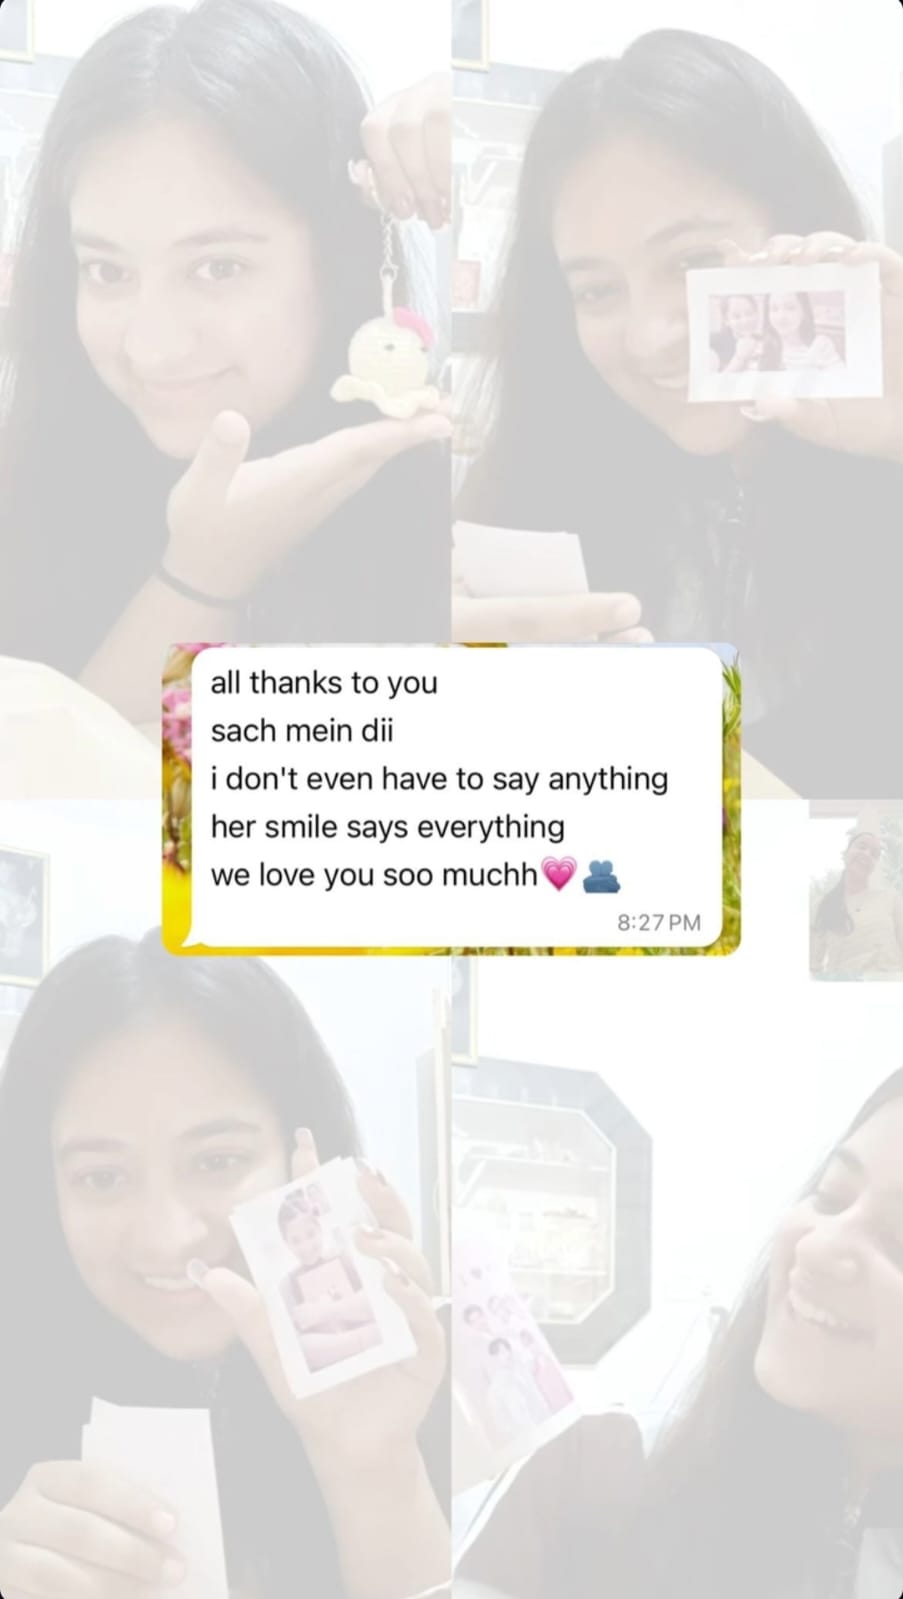 all thanks to you
sach mein dii
i don't even have to say anything
her smile says everything
we love you soo muchh💗🫂
8:27 PM